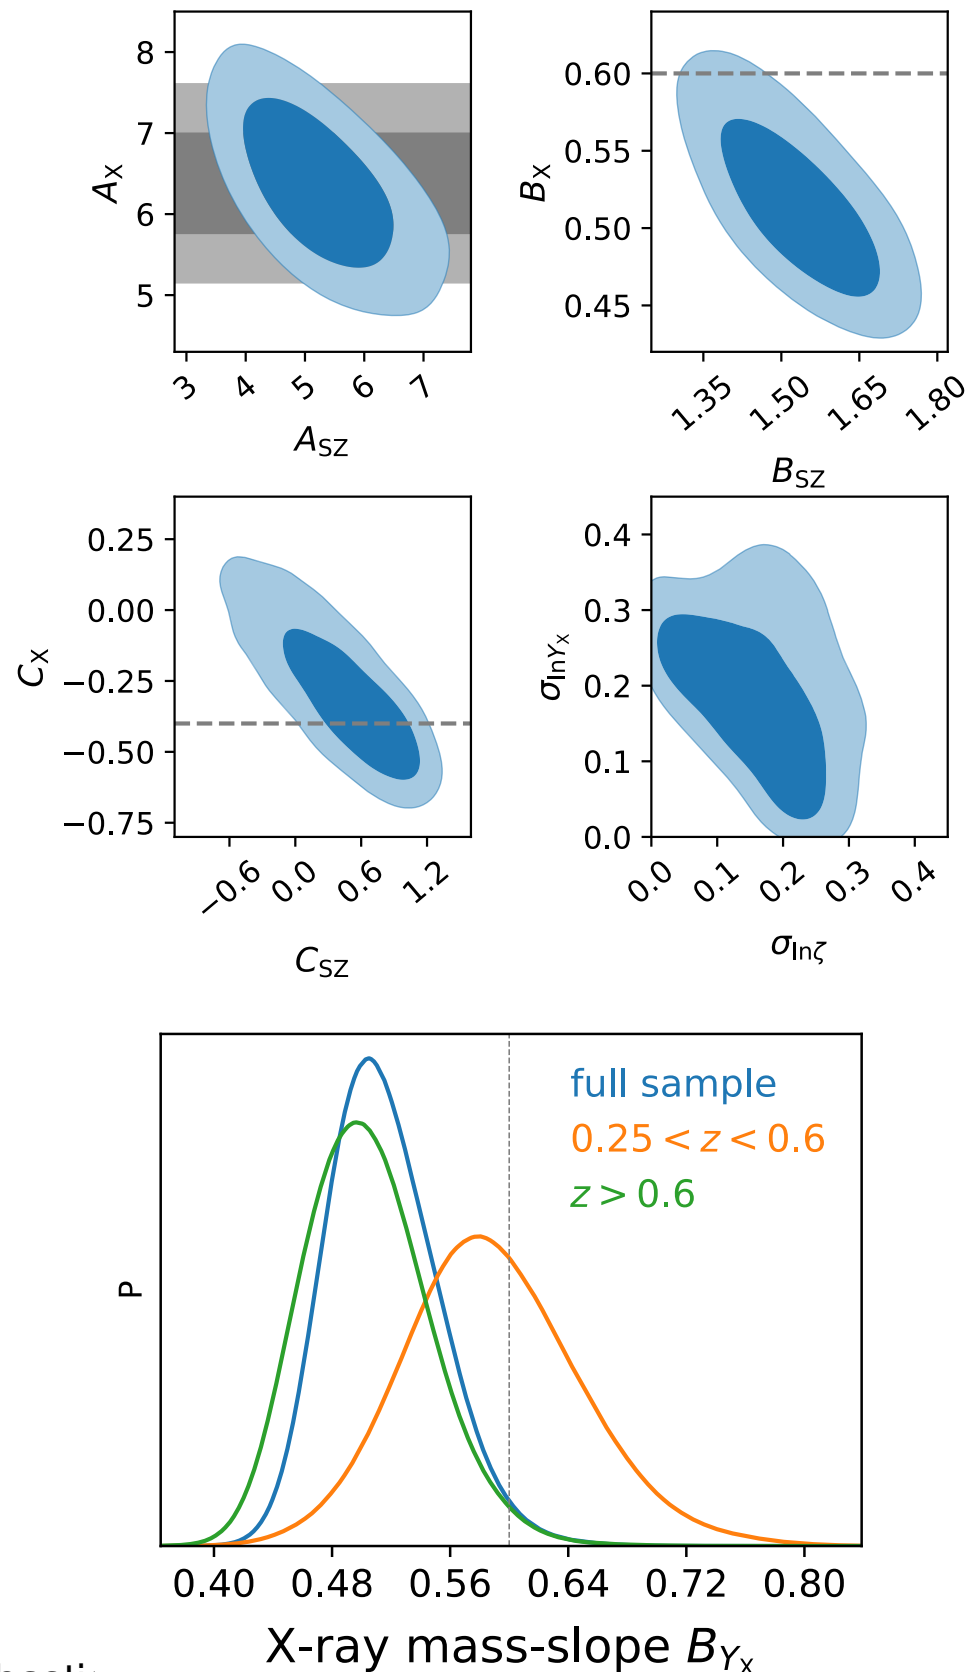 8
7
6
5
A_X
3 4 5 6 7
A_SZ
0.60
0.55
0.50
0.45
B_X
1.35 1.50 1.65 1.80
B_SZ
0.25
0.00
−0.25
−0.50
−0.75
C_X
−0.6 0.0 0.6 1.2
C_SZ
0.4
0.3
0.2
0.1
0.0
σ_lnY_X
0.0 0.1 0.2 0.3 0.4
σ_lnζ
full sample
0.25 < z < 0.6
z > 0.6
P
0.40 0.48 0.56 0.64 0.72 0.80
X-ray mass-slope B_Y_X